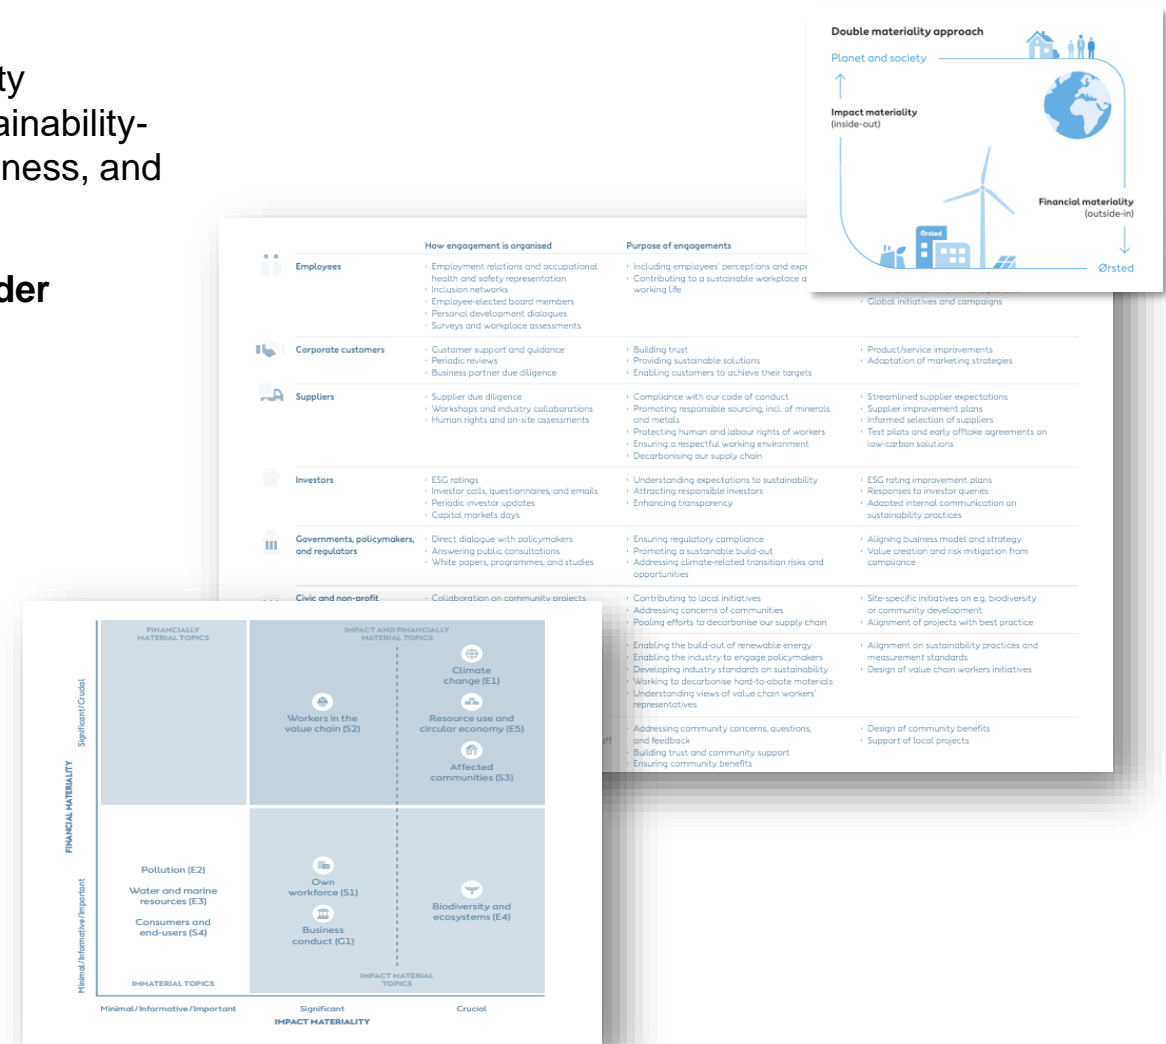 ty
ainability-
iness, and
der
Double materiality approach
Planet and society
Impact materiality
(inside-out)
Financial materiality
(outside-in)
Ørsted
Ørsted
How engagement is organised
Purpose of engagements
Employees
· Employment relations and occupational
health and safety representation
· Inclusion networks
· Employee-elected board members
· Personal development dialogues
· Surveys and workplace assessments
· Including employees' perceptions and
· Contributing to a sustainable workplace
working life
· Global initiatives and campaigns
Corporate customers
· Customer support and guidance
· Periodic reviews
· Business partner due diligence
· Building trust
· Providing sustainable solutions
· Enabling customers to achieve their targets
· Product/service improvements
· Adaptation of marketing strategies
Suppliers
· Supplier due diligence
· Workshops and industry collaborations
· Human rights and on-site assessments
· Compliance with our code of conduct
· Promoting responsible sourcing, incl. of minerals
and metals
· Protecting human and labour rights of workers
· Ensuring a respectful working environment
· Decarbonising our supply chain
· Streamlined supplier expectations
· Supplier improvement plans
· Informed selection of suppliers
· Test pilots and early offtake agreements on
low-carbon solutions
Investors
· ESG ratings
· Investor calls, questionnaires, and emails
· Periodic investor updates
· Capital markets days
· Understanding expectations to sustainability
· Attracting responsible investors
· Enhancing transparency
· ESG rating improvement plans
· Responses to investor queries
· Adapted internal communication on
sustainability practices
Governments, policymakers,
and regulators
· Direct dialogue with policymakers
· Answering public consultations
· White papers, programmes, and studies
· Ensuring regulatory compliance
· Promoting a sustainable build-out
· Addressing climate-related transition risks and
opportunities
· Aligning business model and strategy
· Value creation and risk mitigation from
compliance
Civic and non-profit
· Collaboration on community projects
· Contributing to local initiatives
· Addressing concerns of communities
· Pooling efforts to decarbonise our supply chain
· Site-specific initiatives on e.g. biodiversity
or community development
· Alignment of projects with best practice
· Enabling the build-out of renewable energy
· Enabling the industry to engage policymakers
· Developing industry standards on sustainability
· Working to decarbonise hard-to-abate materials
· Understanding views of value chain workers'
representatives
· Alignment on sustainability practices and
measurement standards
· Design of value chain workers initiatives
· Addressing community concerns, questions,
and feedback
· Building trust and community support
· Ensuring community benefits
· Design of community benefits
· Support of local projects
FINANCIALLY
MATERIAL TOPICS
IMPACT AND FINANCIALLY
MATERIAL TOPICS
Climate
change (E1)
Workers in the
value chain (S2)
Resource use and
circular economy (E5)
Affected
communities (S3)
Significant/Crucial
FINANCIAL MATERIALITY
Minimal/Informative/Important
Pollution (E2)
Water and marine
resources (E3)
Consumers and
end-users (S4)
Own
workforce (S1)
Business
conduct (G1)
Biodiversity and
ecosystems (E4)
IMMATERIAL TOPICS
IMPACT MATERIAL
TOPICS
Minimal/Informative/Important
Significant
Crucial
IMPACT MATERIALITY